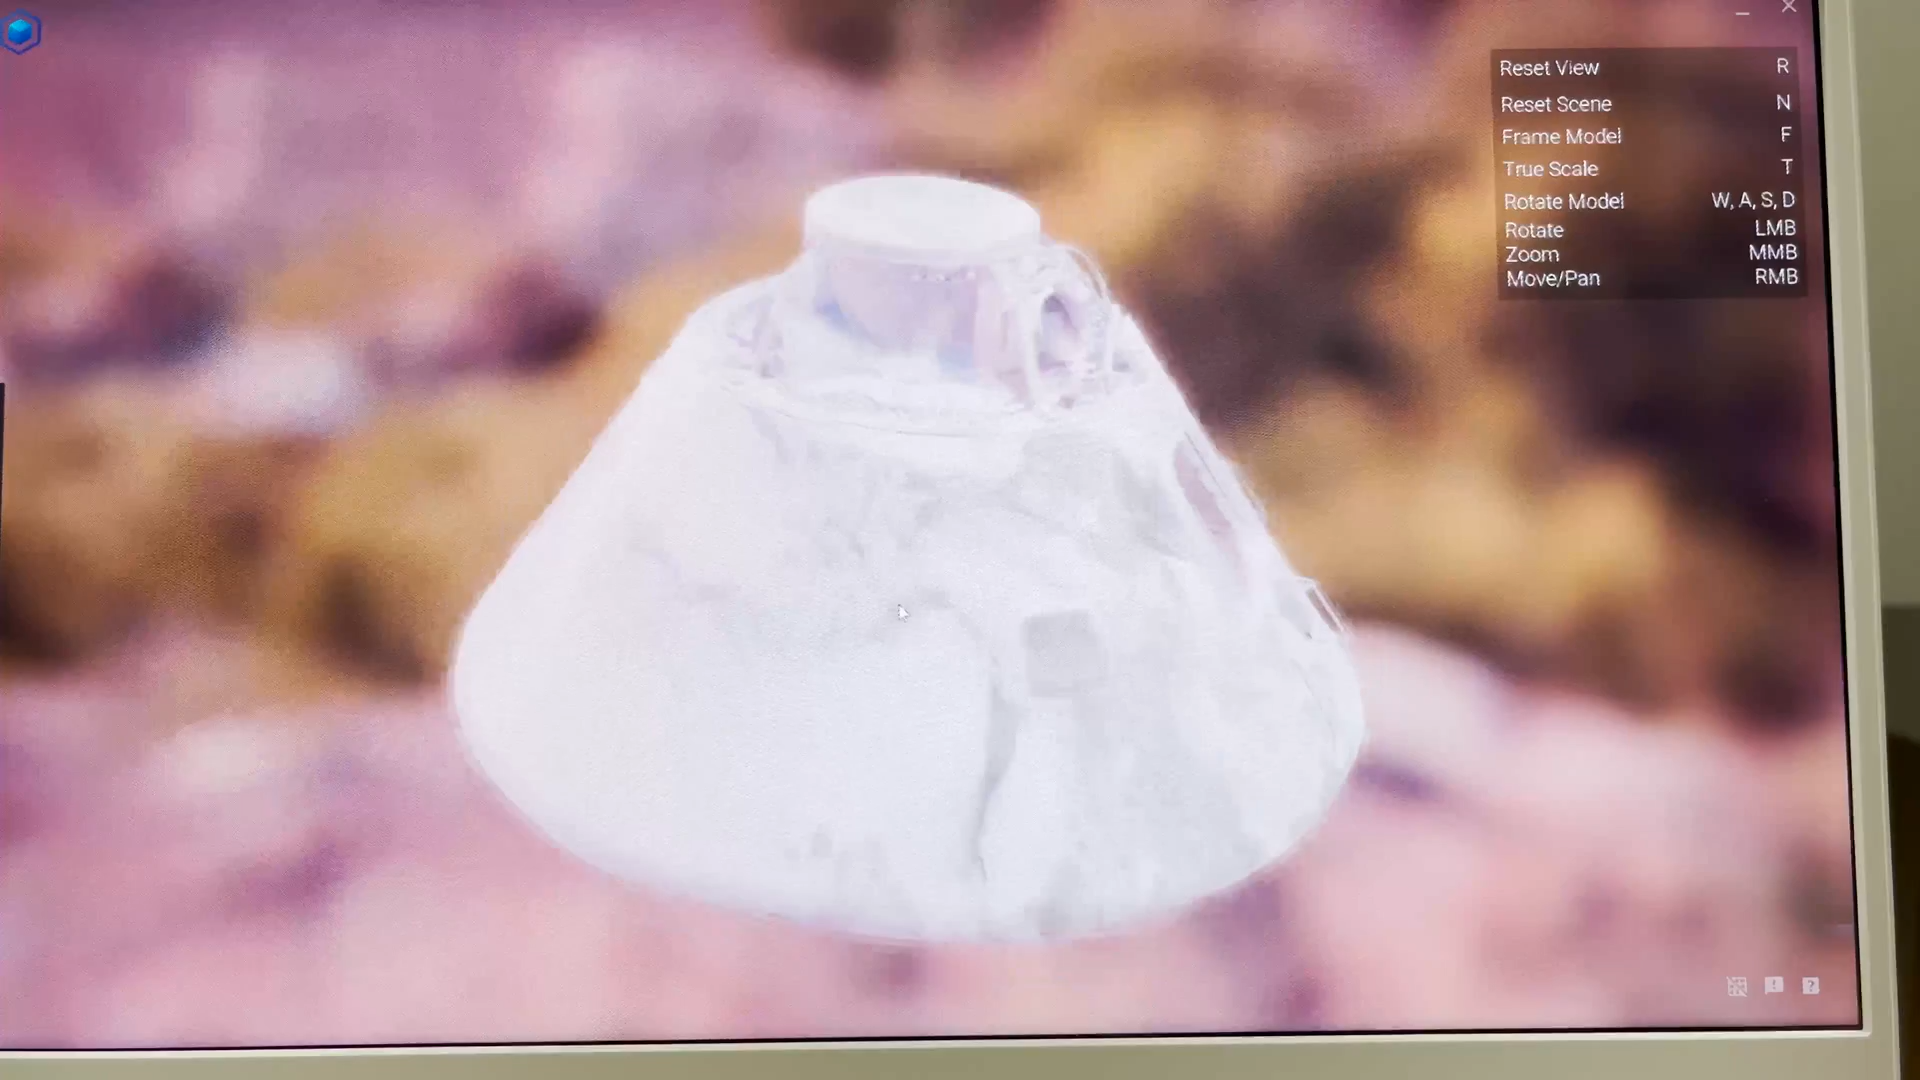 Reset View R
Reset Scene N
Frame Model F
True Scale T
Rotate Model W, A, S, D
Rotate LMB
Zoom MMB
Move/Pan RMB